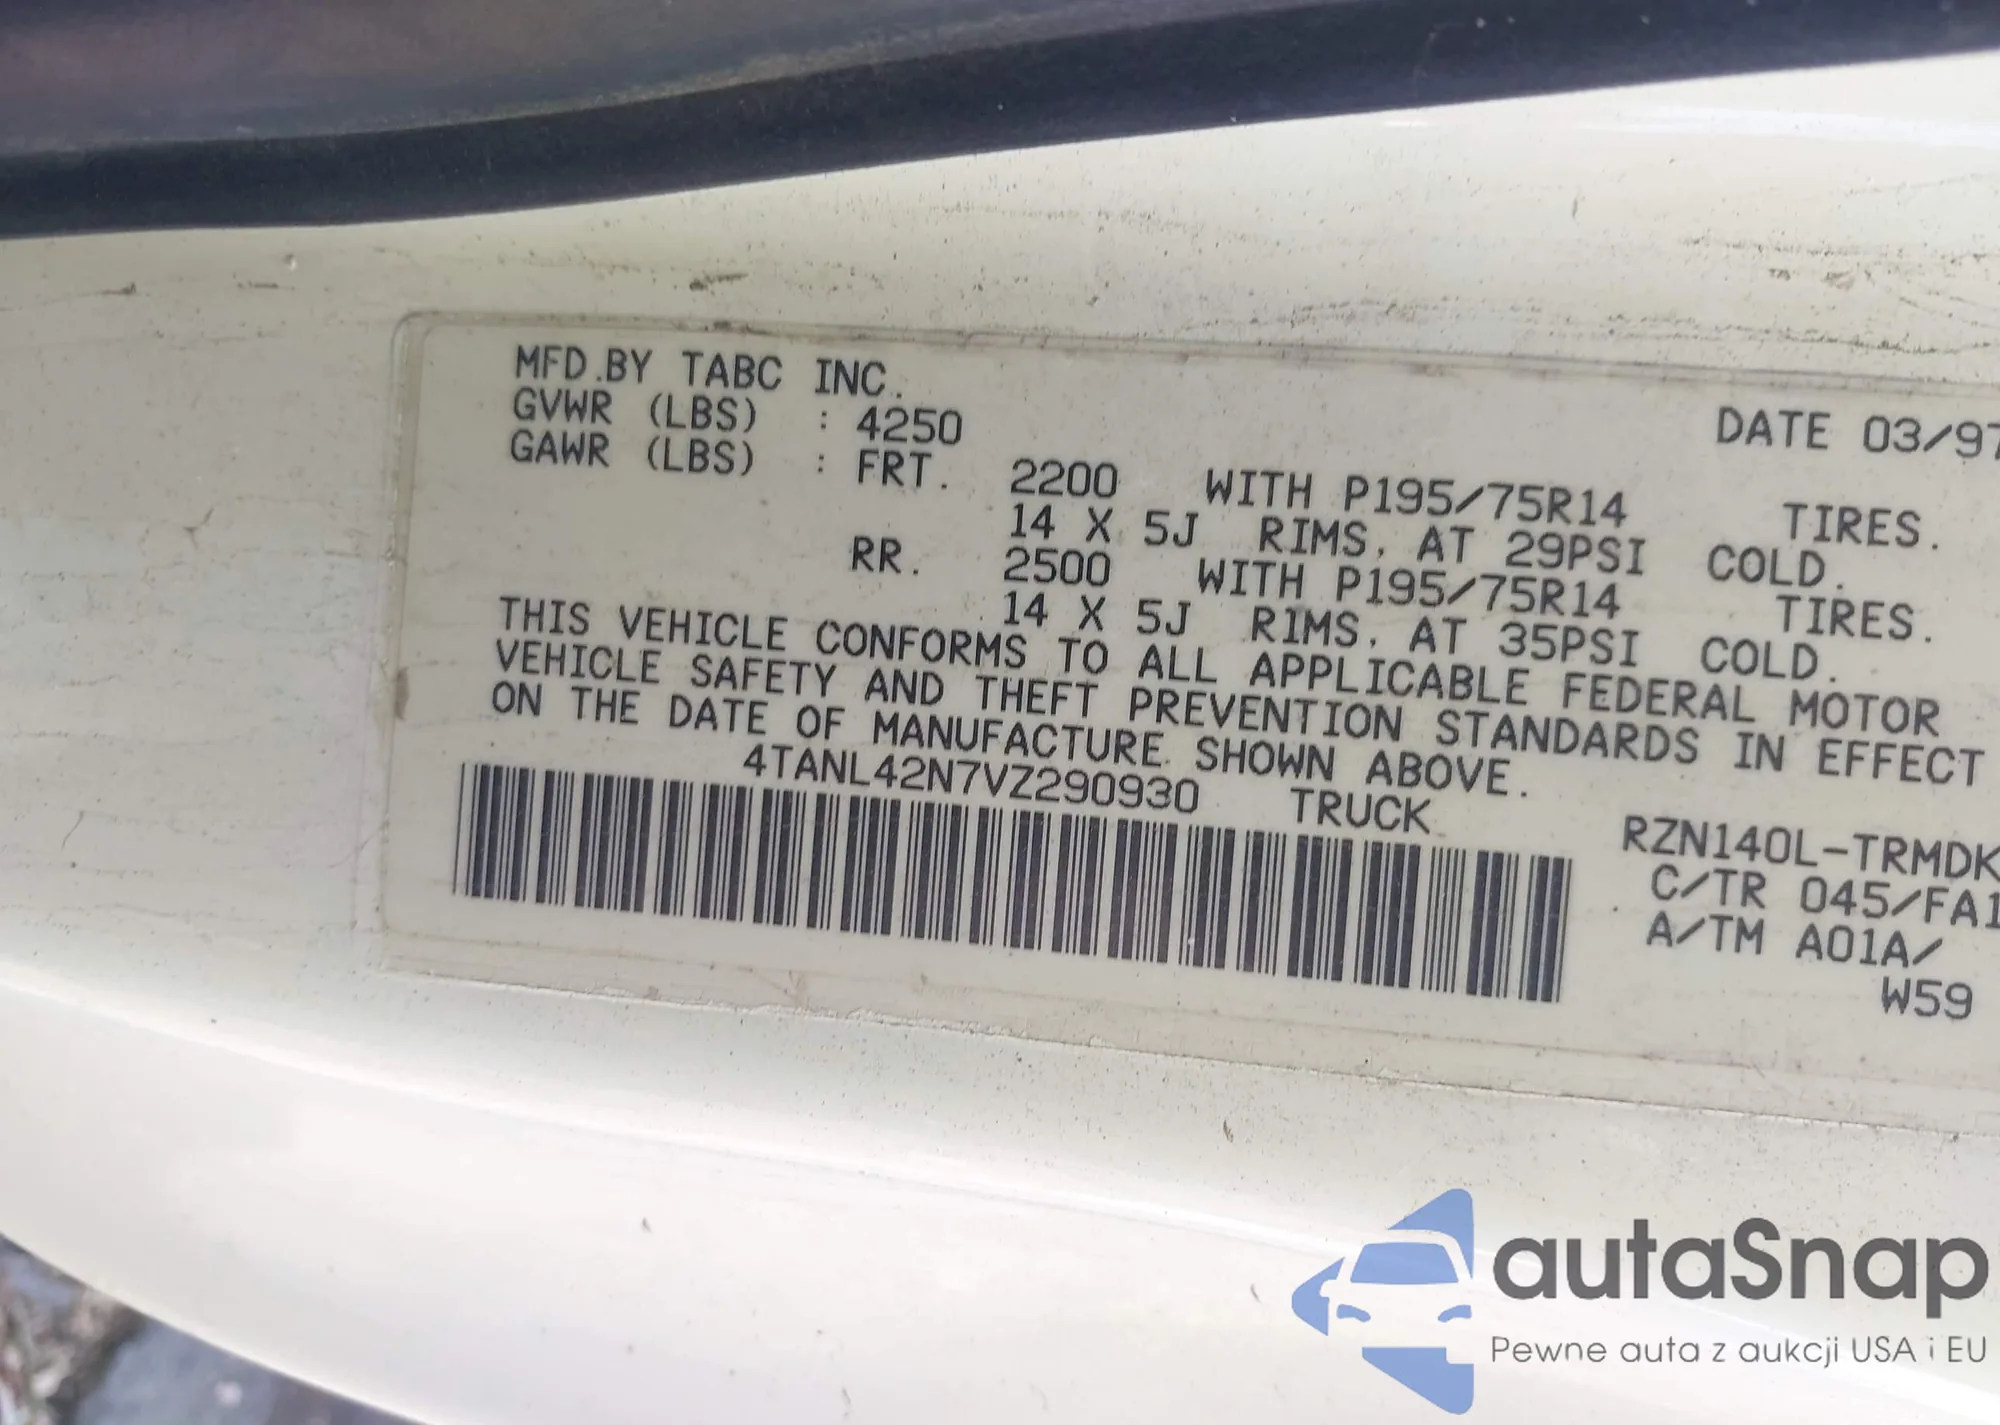 MFD.BY TABC INC.
DATE 03/97
GVWR (LBS) : 4250
GAWR (LBS) : FRT. 2200 WITH P195/75R14 TIRES.
14 X 5J RIMS, AT 29PSI COLD.
RR. 2500 WITH P195/75R14 TIRES.
14 X 5J RIMS, AT 35PSI COLD.
THIS VEHICLE CONFORMS TO ALL APPLICABLE FEDERAL MOTOR
VEHICLE SAFETY AND THEFT PREVENTION STANDARDS IN EFFECT
ON THE DATE OF MANUFACTURE SHOWN ABOVE.
4TANL42N7VZ290930 TRUCK
RZN140L-TRMDK
C/TR 045/FA1
A/TM A01A/
W59
autaSnap
Pewne auta z aukcji USA i EU